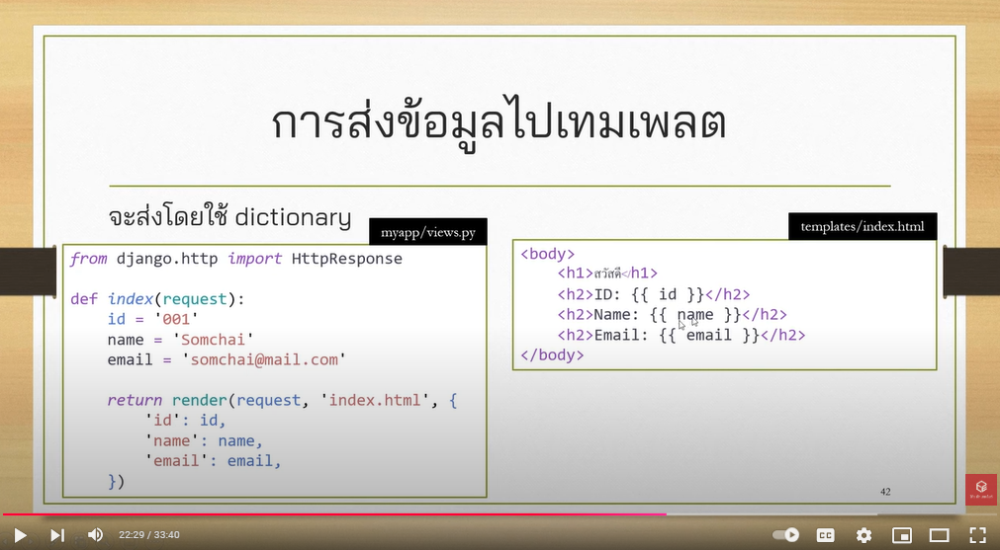 การส่งข้อมูลไปเทมเพลต
จะส่งโดยใช้ dictionary
myapp/views.py
from django.http import HttpResponse
def index(request):
id = '001'
name = 'Somchai'
email = 'somchai@mail.com'
return render(request, 'index.html', {
'id': id,
'name': name,
'email': email,
})
templates/index.html
<body>
<h1>สวัสดี</h1>
<h2>ID: {{ id }}</h2>
<h2>Name: {{ name }}</h2>
<h2>Email: {{ email }}</h2>
</body>
42
22:29 / 33:40
CC